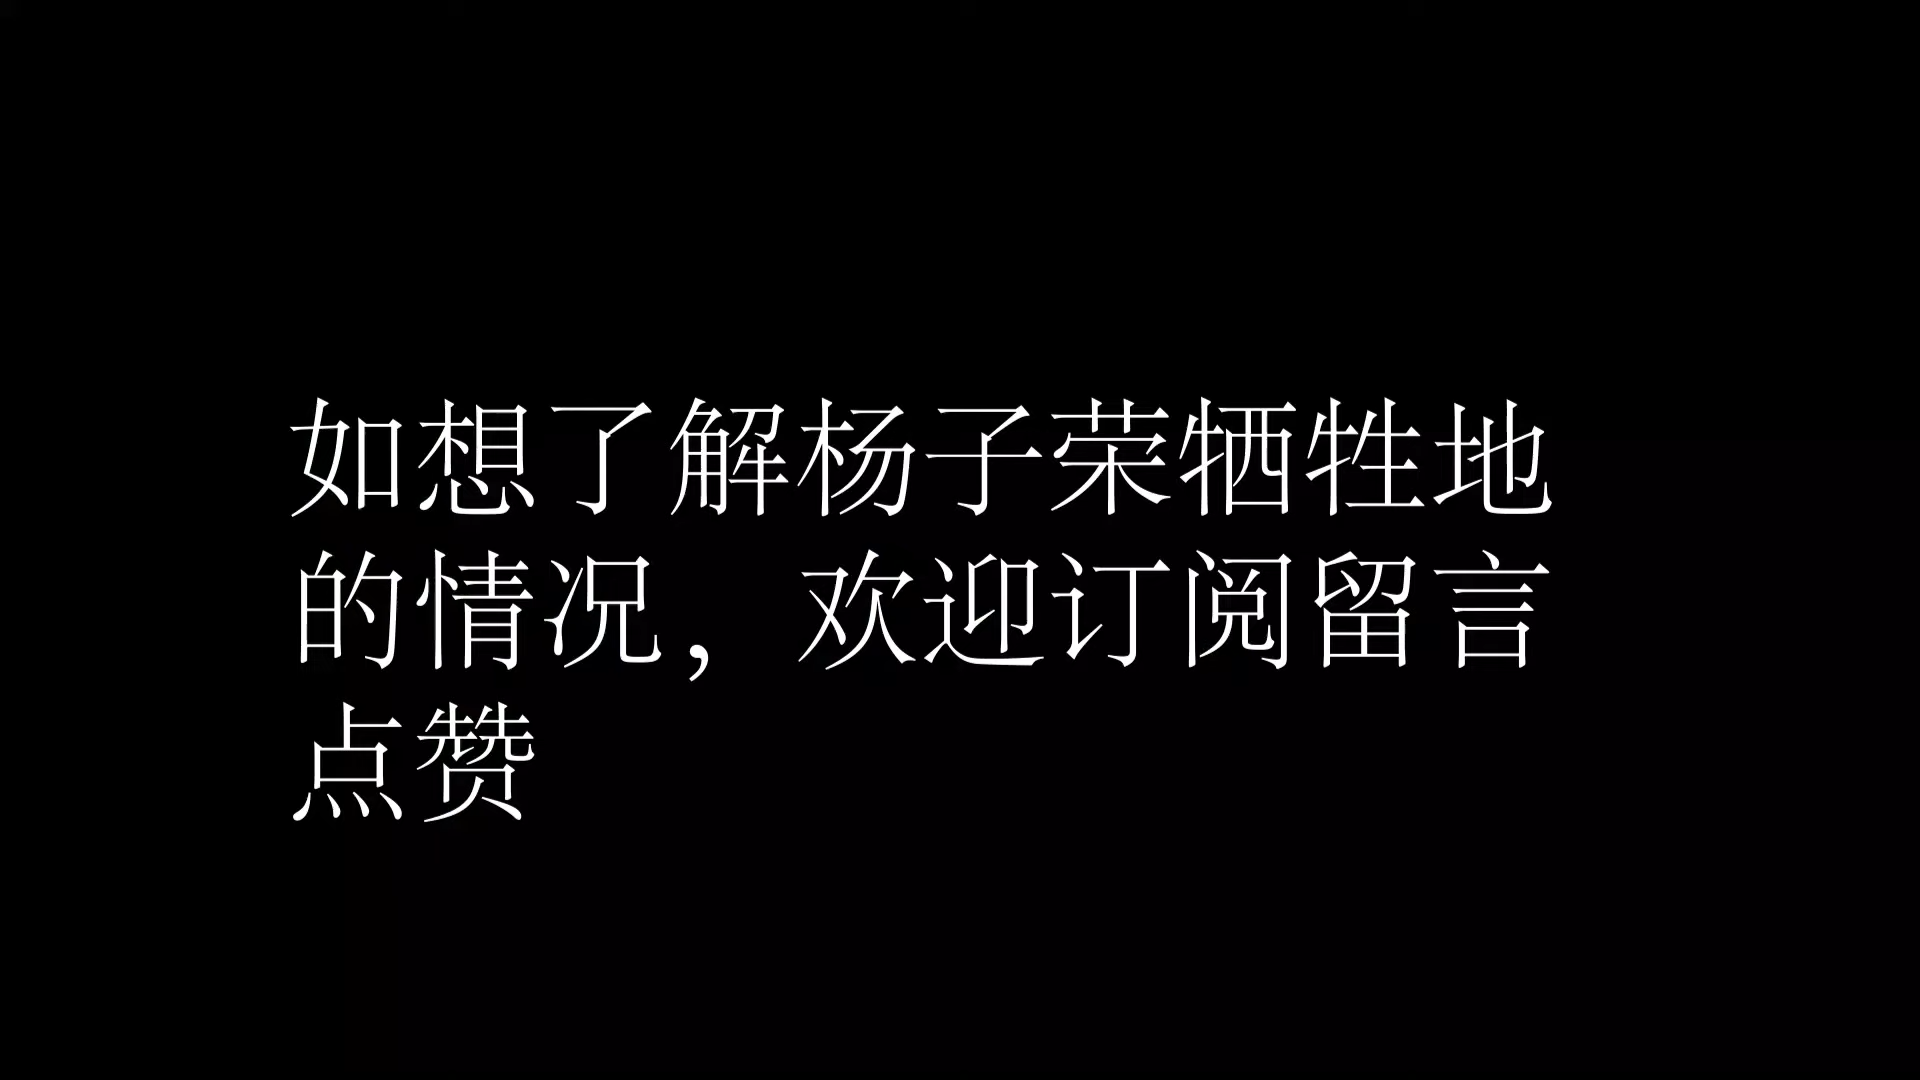 如想了解杨子荣牺牲地
的情况，欢迎订阅留言
点赞